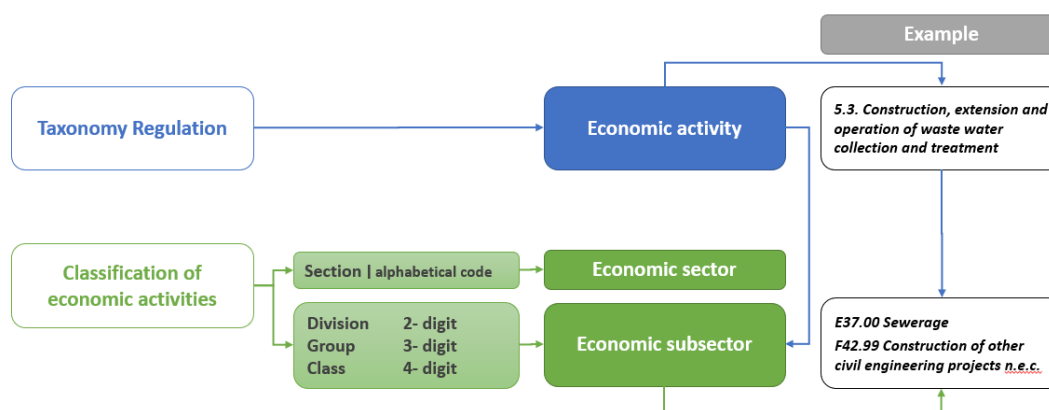 Example
Taxonomy Regulation
Economic activity
5.3. Construction, extension and
operation of waste water
collection and treatment
Classification of
economic activities
Section | alphabetical code
Economic sector
Division 2- digit
Group 3- digit
Class 4- digit
Economic subsector
E37.00 Sewerage
F42.99 Construction of other
civil engineering projects n.e.c.